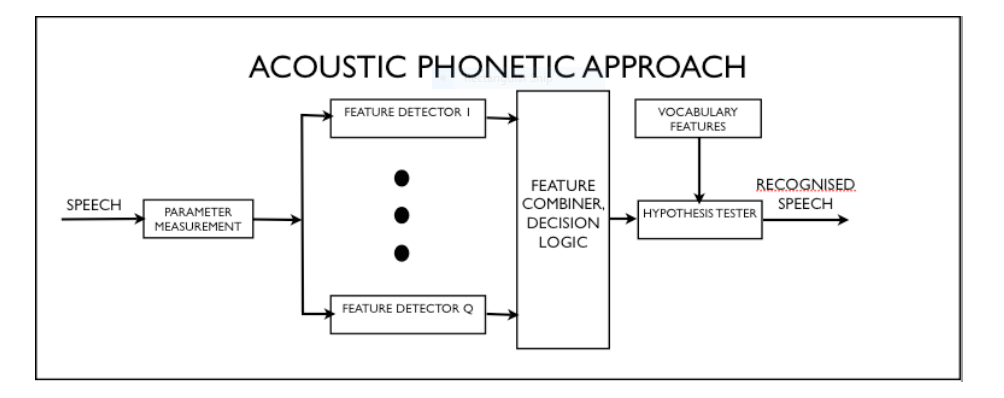 ACOUSTIC PHONETIC APPROACH
FEATURE DETECTOR 1
VOCABULARY
FEATURES
SPEECH
PARAMETER
MEASUREMENT
FEATURE
COMBINER,
DECISION
LOGIC
HYPOTHESIS TESTER
RECOGNISED
SPEECH
FEATURE DETECTOR Q